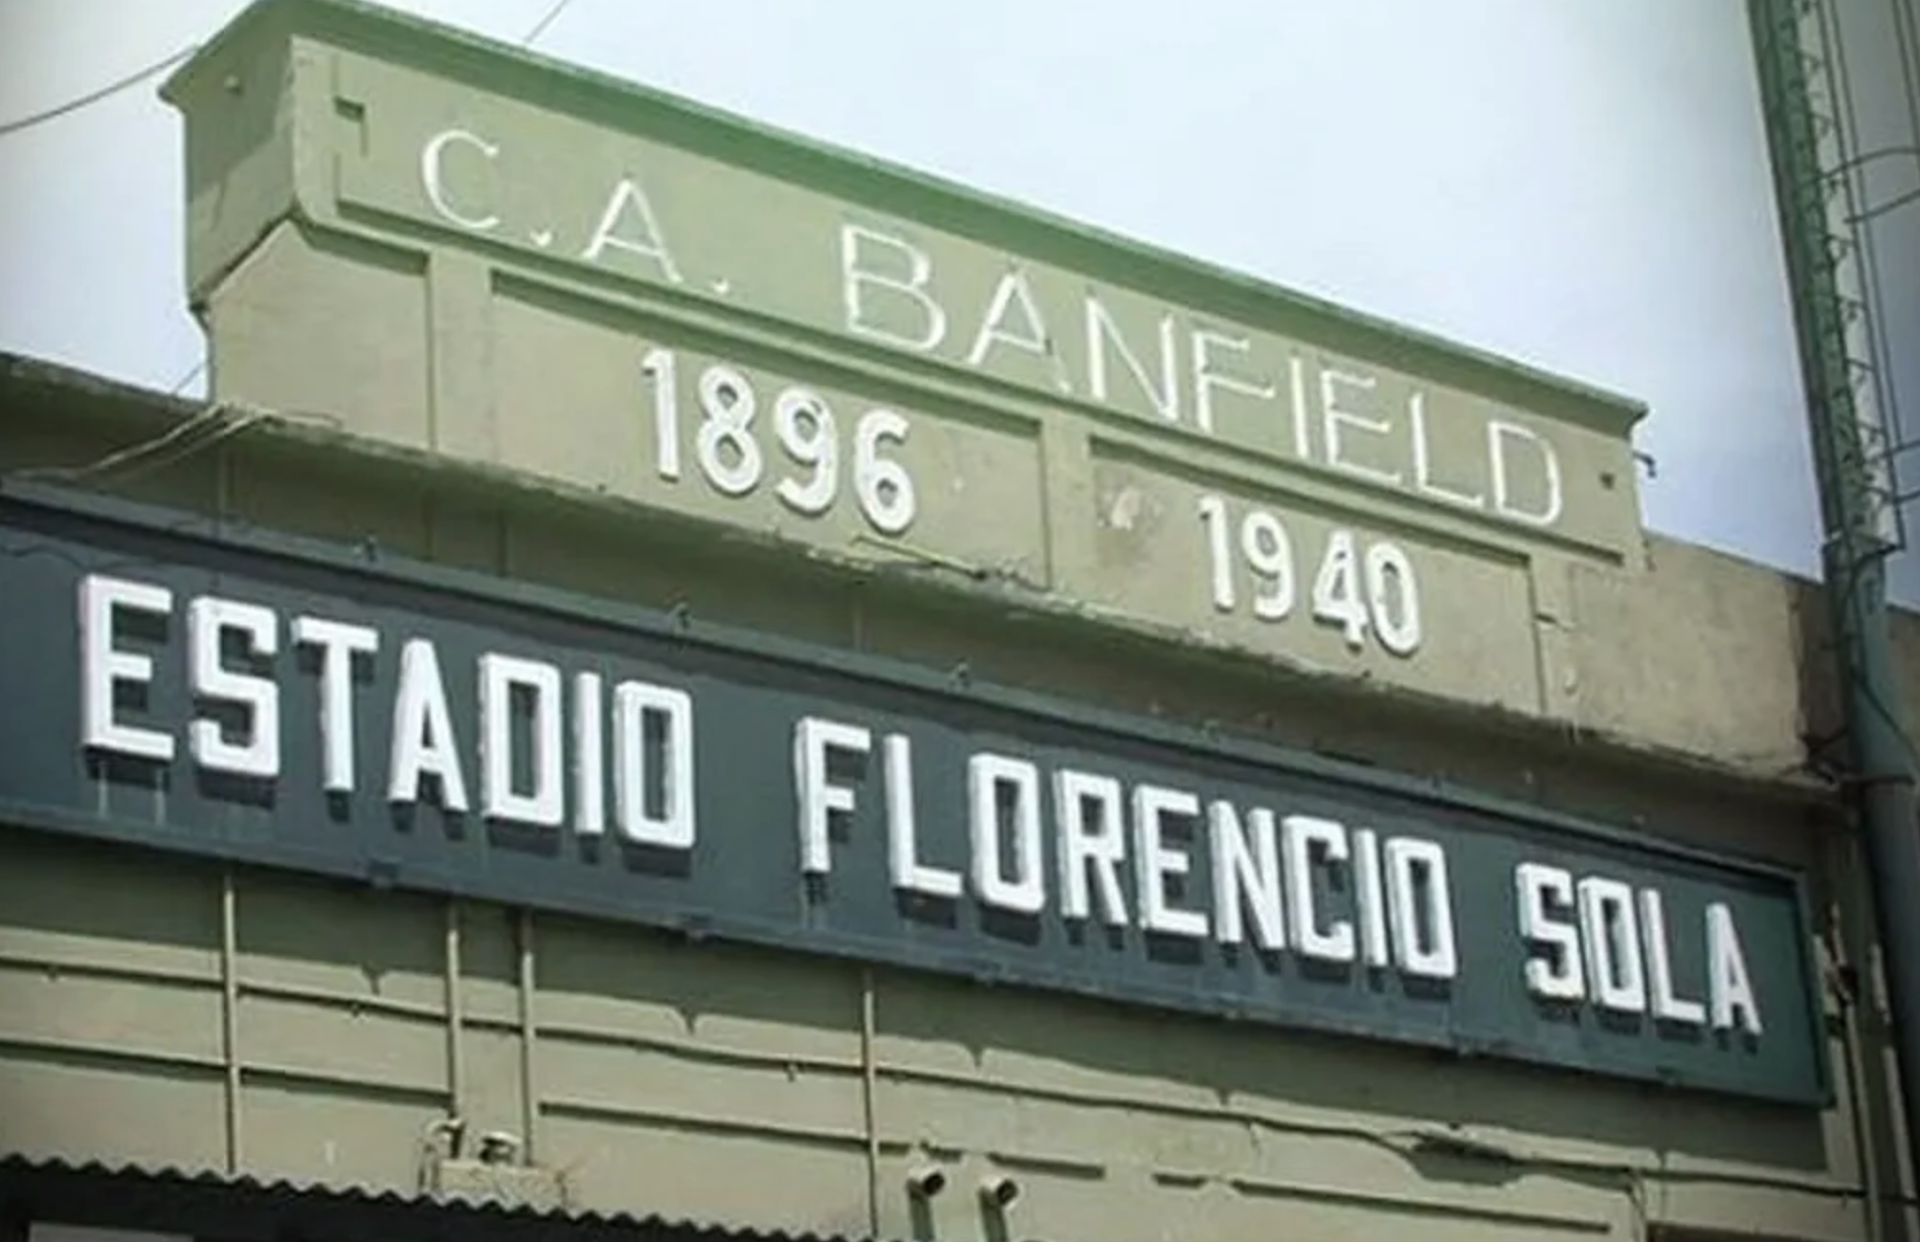 C.A. BANFIELD
1896 1940
ESTADIO FLORENCIO SOLA